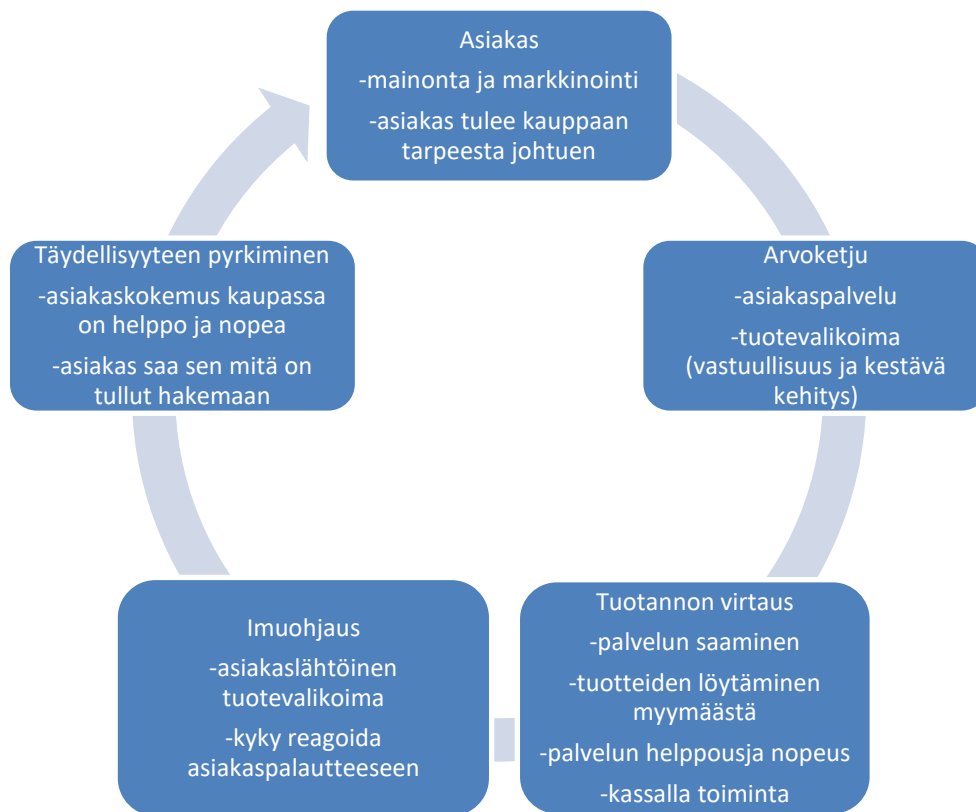 Asiakas
-mainonta ja markkinointi
-asiakas tulee kauppaan
tarpeesta johtuen
Arvoketju
-asiakaspalvelu
-tuotevalikoima
(vastuullisuus ja kestävä
kehitys)
Tuotannon virtaus
-palvelun saaminen
-tuotteiden löytäminen
myymäästä
-palvelun helppousja nopeus
-kassalla toiminta
Imuohjaus
-asiakaslähtöinen
tuotevalikoima
-kyky reagoida
asiakaspalautteeseen
Täydellisyyteen pyrkiminen
-asiakaskokemus kaupassa
on helppo ja nopea
-asiakas saa sen mitä on
tullut hakemaan